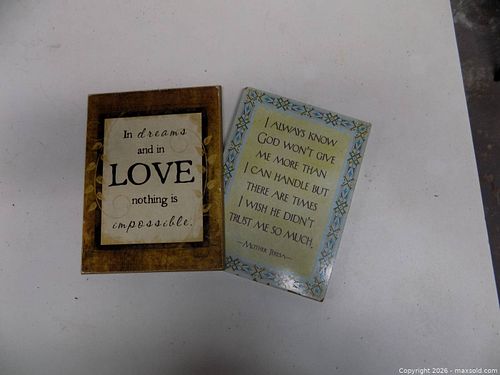 In dreams
and in
LOVE
nothing is
impossible.
I ALWAYS KNOW
GOD WON'T GIVE
ME MORE THAN
I CAN HANDLE BUT
THERE ARE TIMES
I WISH HE DIDN'T
TRUST ME SO MUCH.
—MOTHER TERESA—
Copyright 2026 - maxsold.com